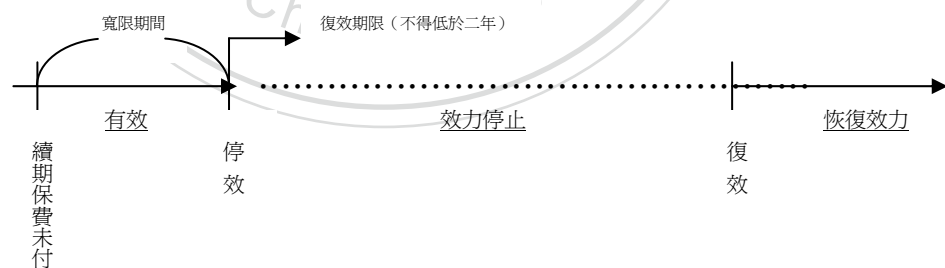 寬限期間
復效期限（不得低於二年）
有效
效力停止
恢復效力
續期保費未付
停效
復效